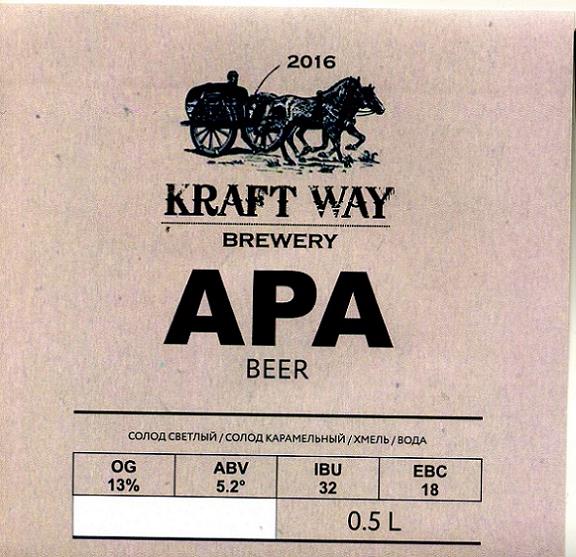 2016
KRAFT WAY
BREWERY
APA
BEER
СОЛОД СВЕТЛЫЙ / СОЛОД КАРАМЕЛЬНЫЙ / ХМЕЛЬ / ВОДА
OG ABV IBU EBC
13% 5.2° 32 18
0.5 L